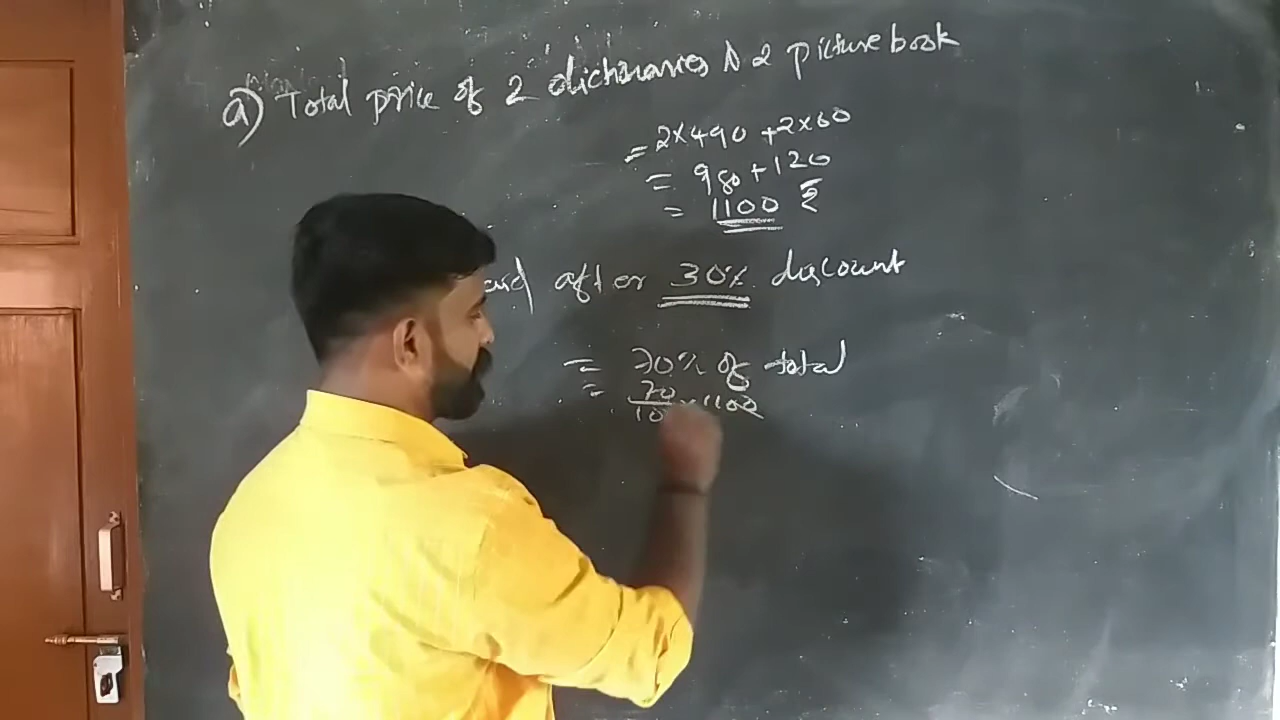 a) Total price of 2 dictionaries & 2 picture book
= 2×490 + 2×60
= 980 + 120
= 1100 ₹
after 30% discount
= 70% of total
= 70/10 × 1100